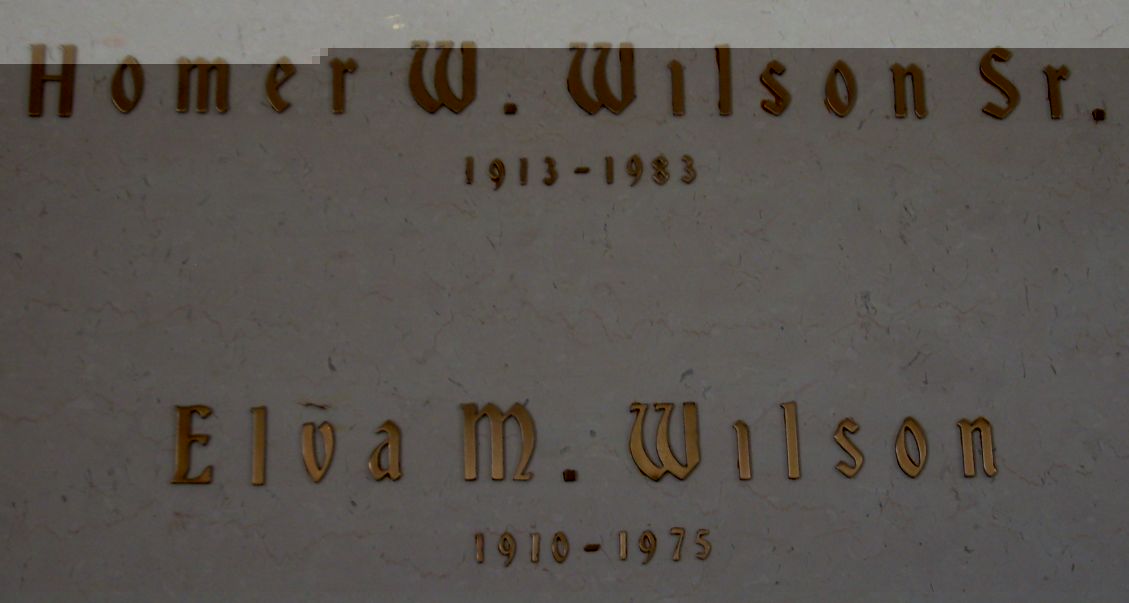 Homer W. Wilson Sr.
1913-1983
Elva M. Wilson
1910-1975